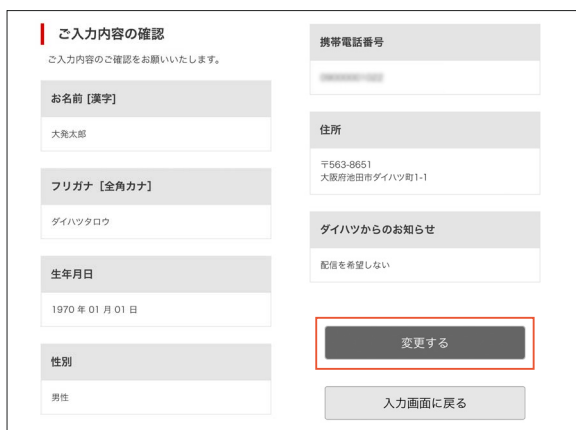 ご入力内容の確認
ご入力内容のご確認をお願いいたします。
お名前 [漢字]
大発太郎
フリガナ [全角カナ]
ダイハツタロウ
生年月日
1970 年 01 月 01 日
性別
男性
携帯電話番号
住所
〒563-8651
大阪府池田市ダイハツ町1-1
ダイハツからのお知らせ
配信を希望しない
変更する
入力画面に戻る